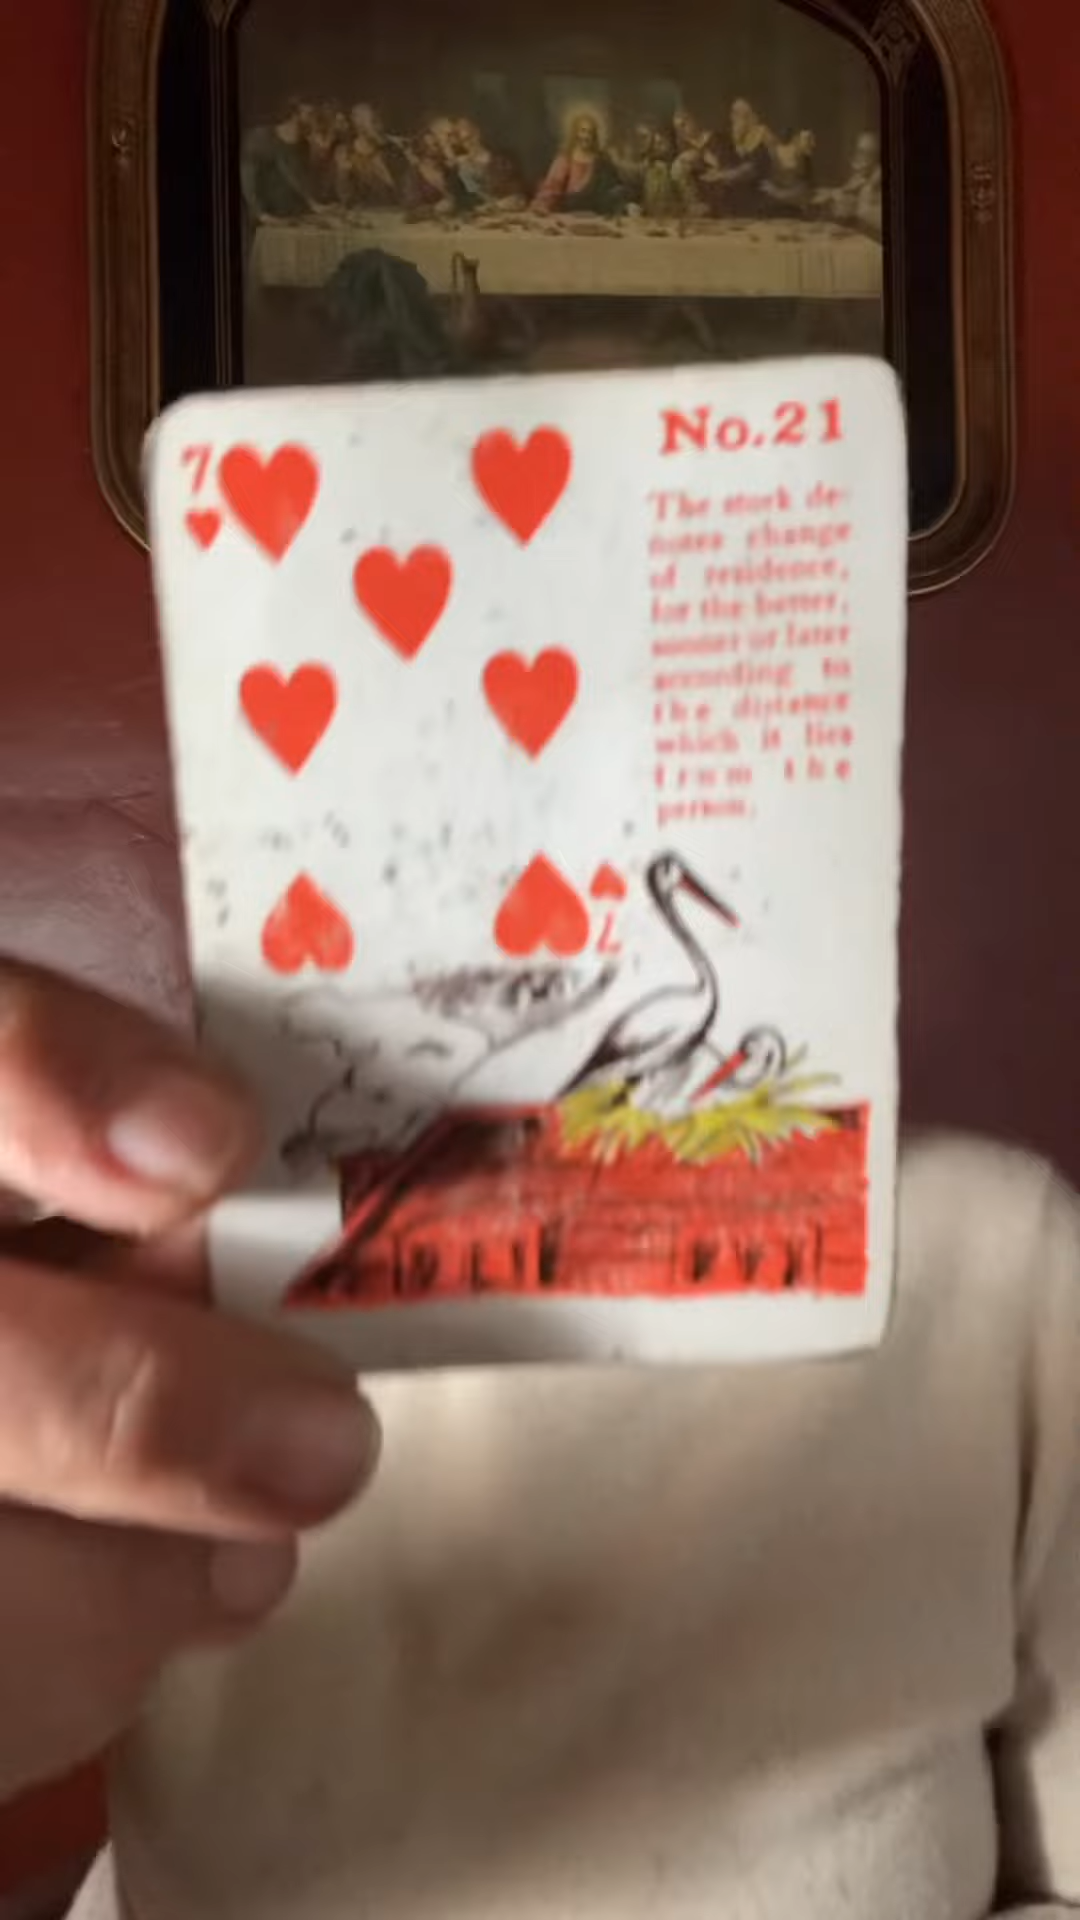 7
No.21
The stork de-
notes change
of residence,
for the better,
sooner or later
according to
the distance
which it lies
from the
person.
7